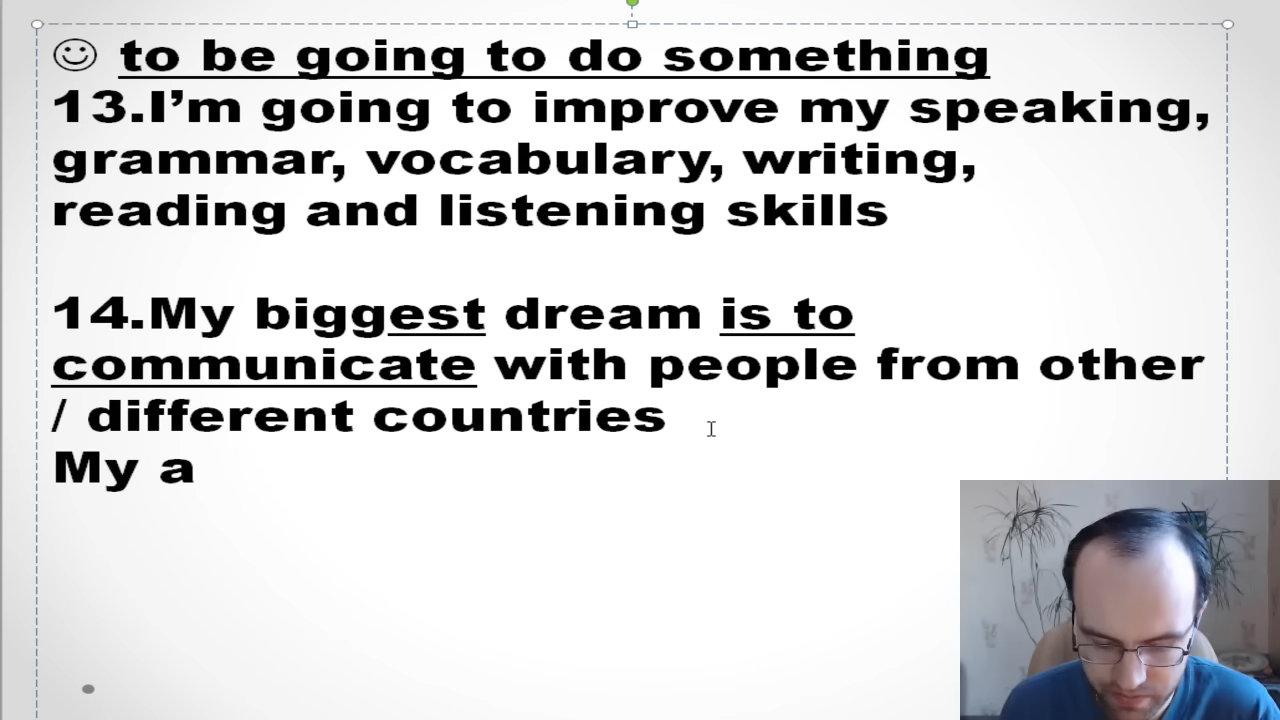 ☺ to be going to do something
13.I’m going to improve my speaking,
grammar, vocabulary, writing,
reading and listening skills
14.My biggest dream is to
communicate with people from other
/ different countries
My a